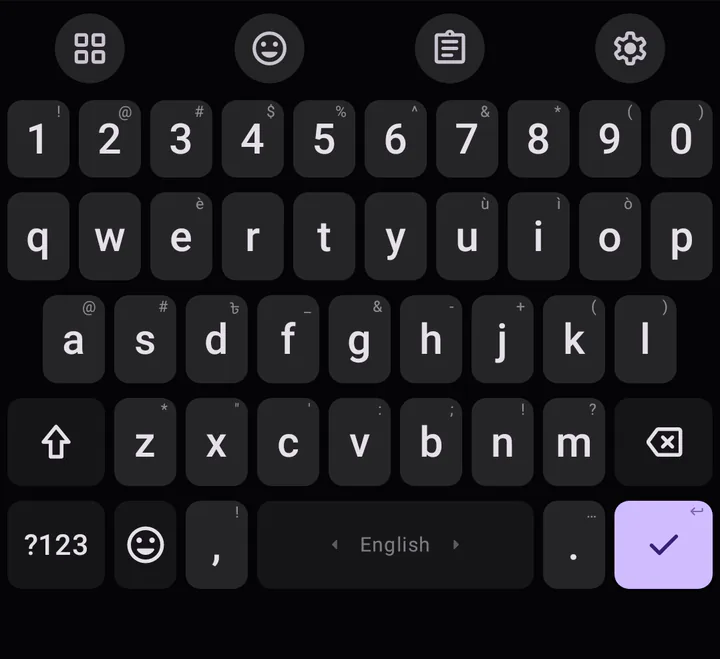 ! @ # $ % ^ & * ( )
1 2 3 4 5 6 7 8 9 0
è ù ì ò
q w e r t y u i o p
@ # _ & - + ( )
a s d f g h j k l
* " ' : ; ! ?
z x c v b n m
! …
?123 , English .